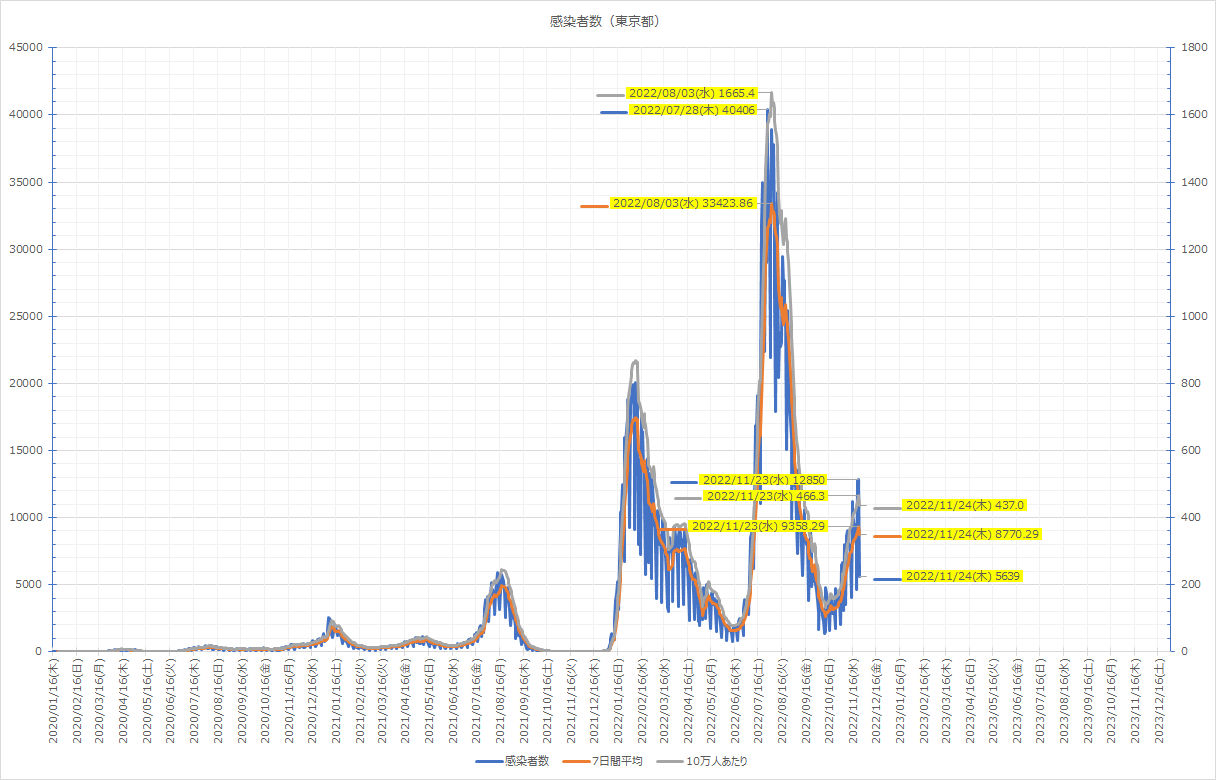 感染者数（東京都）
45000
40000
35000
30000
25000
20000
15000
10000
5000
0
1800
1600
1400
1200
1000
800
600
400
200
0
2022/08/03(水) 1665.4
2022/07/28(木) 40406
2022/08/03(水) 33423.86
2022/11/23(水) 12850
2022/11/23(水) 466.3
2022/11/23(水) 9358.29
2022/11/24(木) 437.0
2022/11/24(木) 8770.29
2022/11/24(木) 5639
2020/01/16(木)
2020/02/16(日)
2020/03/16(月)
2020/04/16(木)
2020/05/16(土)
2020/06/16(火)
2020/07/16(木)
2020/08/16(日)
2020/09/16(水)
2020/10/16(金)
2020/11/16(月)
2020/12/16(水)
2021/01/16(土)
2021/02/16(火)
2021/03/16(火)
2021/04/16(金)
2021/05/16(日)
2021/06/16(水)
2021/07/16(金)
2021/08/16(月)
2021/09/16(木)
2021/10/16(土)
2021/11/16(火)
2021/12/16(木)
2022/01/16(日)
2022/02/16(水)
2022/03/16(水)
2022/04/16(土)
2022/05/16(月)
2022/06/16(木)
2022/07/16(土)
2022/08/16(火)
2022/09/16(金)
2022/10/16(日)
2022/11/16(水)
2022/12/16(金)
2023/01/16(月)
2023/02/16(木)
2023/03/16(木)
2023/04/16(日)
2023/05/16(火)
2023/06/16(金)
2023/07/16(日)
2023/08/16(水)
2023/09/16(土)
2023/10/16(月)
2023/11/16(木)
2023/12/16(土)
感染者数 7日間平均 10万人あたり